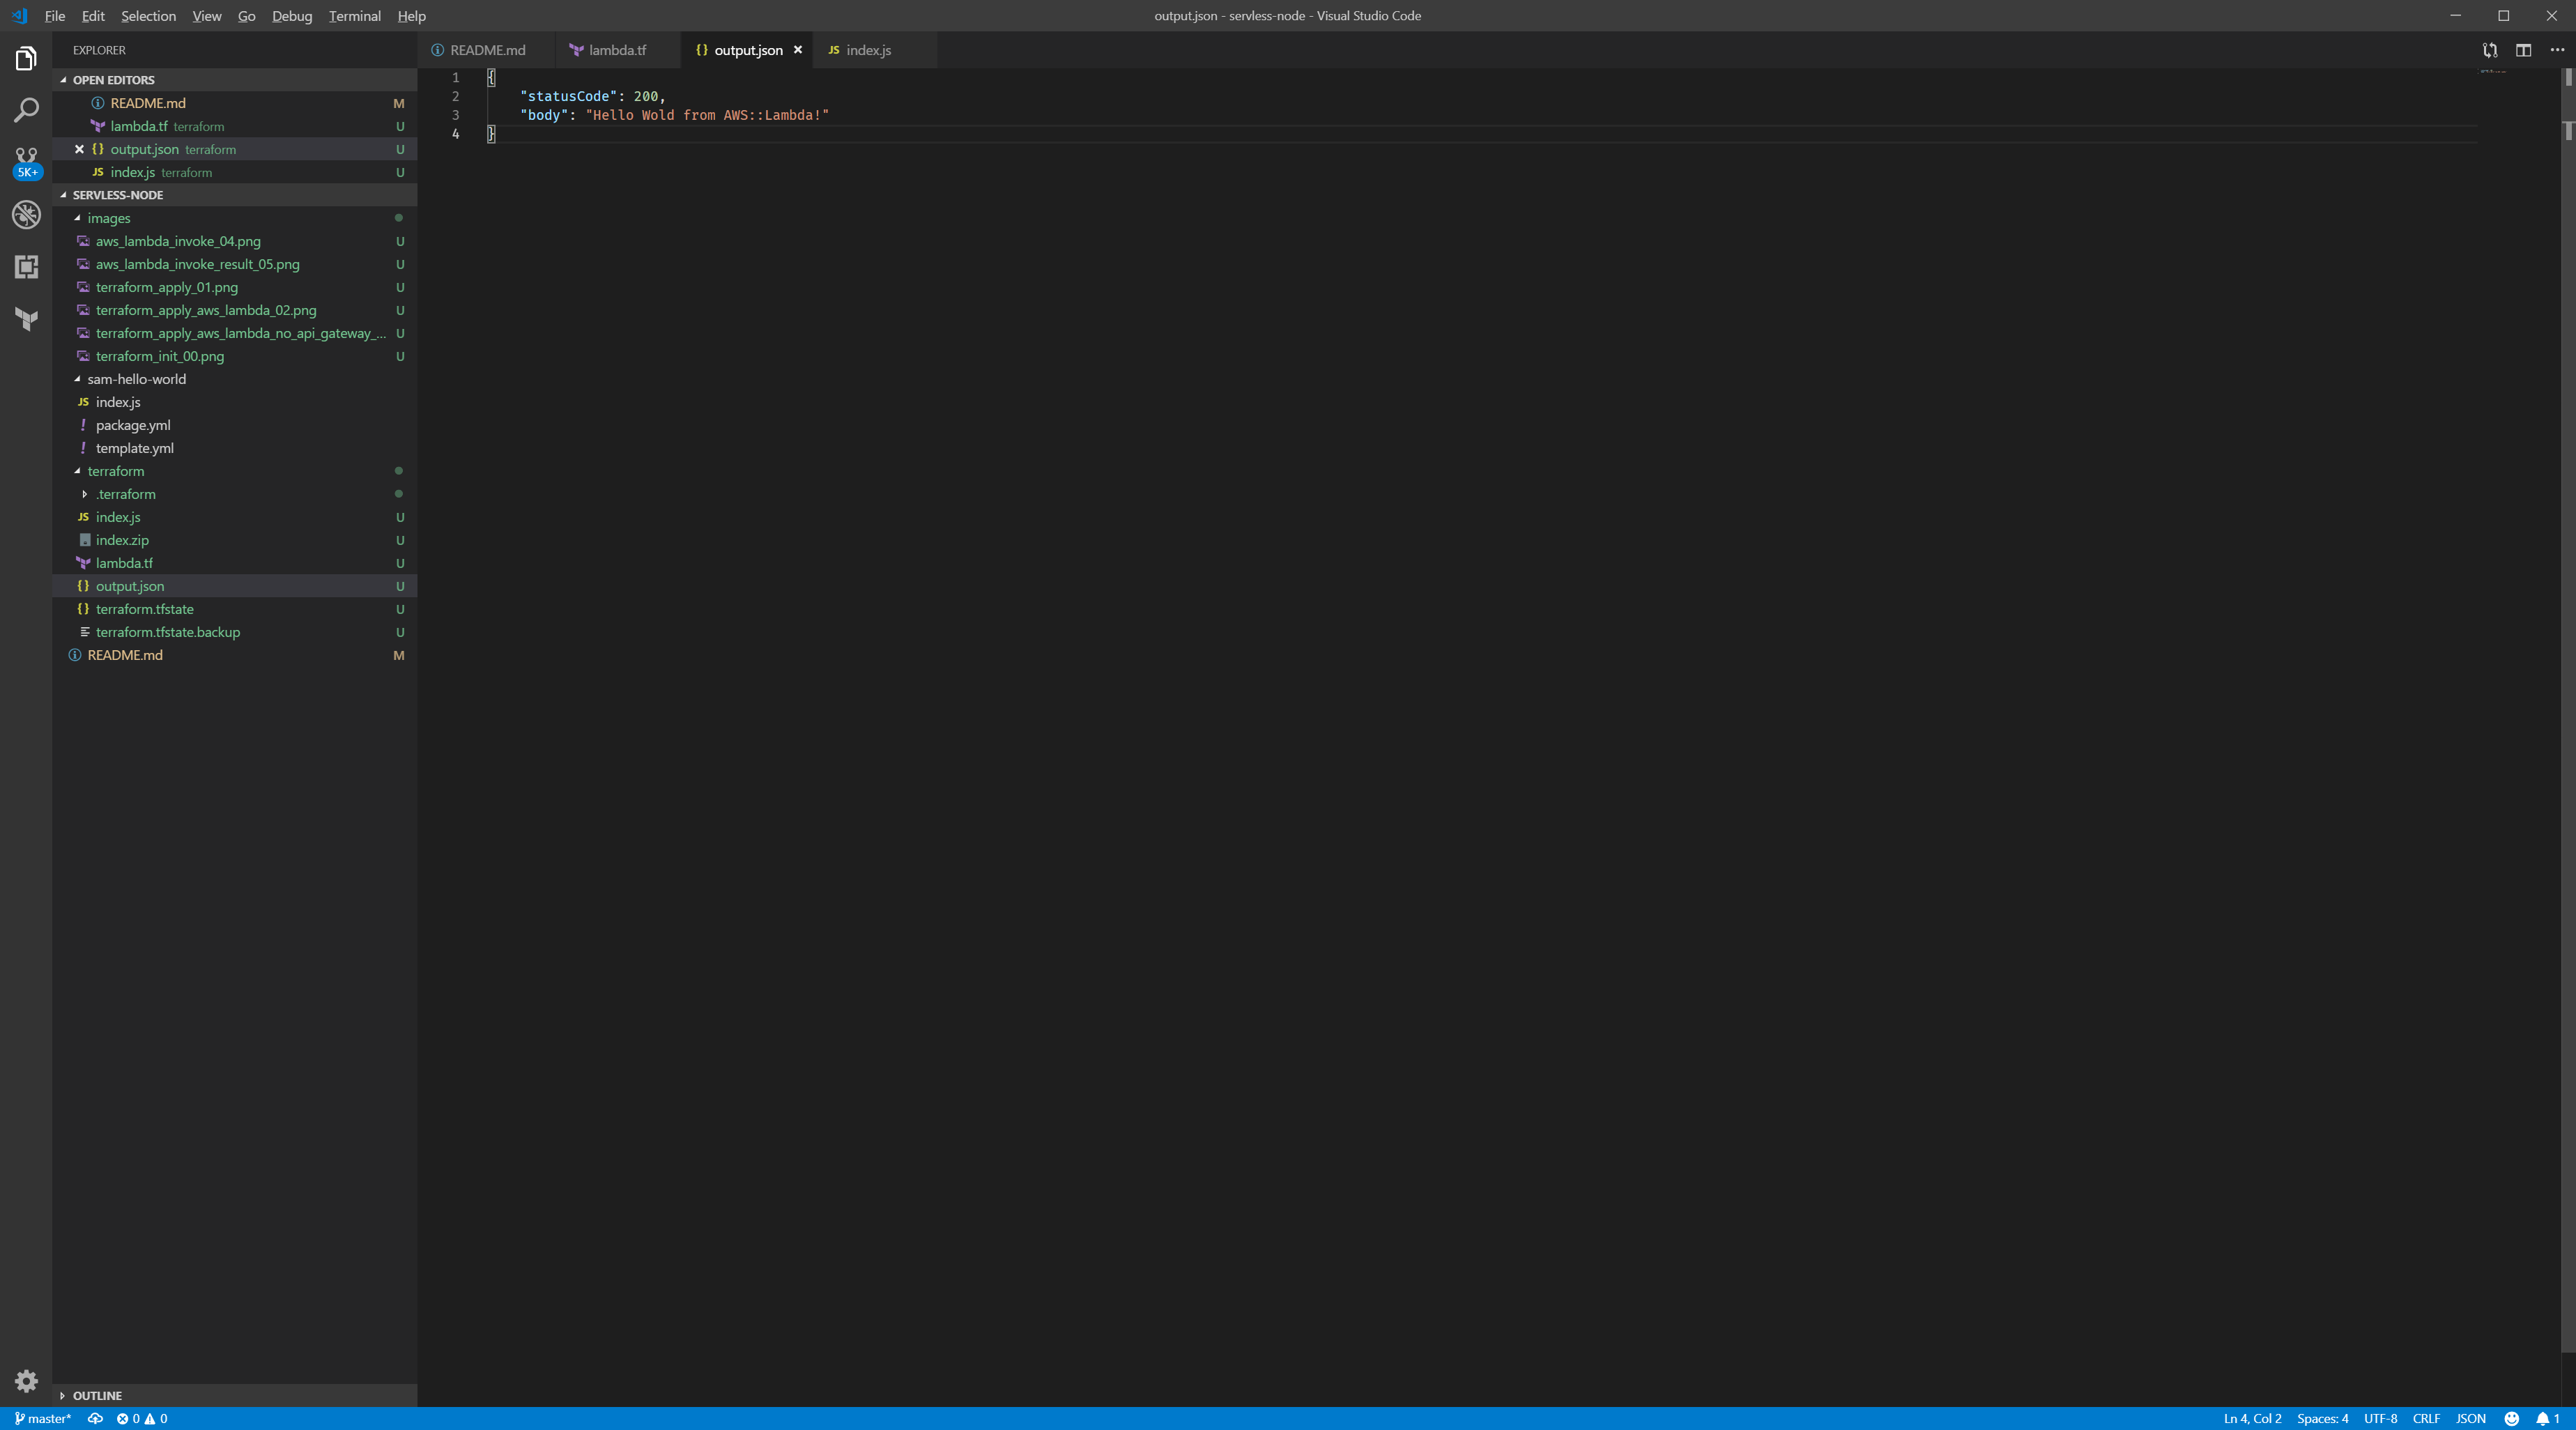 File Edit Selection View Go Debug Terminal Help
output.json - servless-node - Visual Studio Code
EXPLORER
OPEN EDITORS
README.md M
lambda.tf terraform U
output.json terraform U
index.js terraform U
SERVLESS-NODE
images
aws_lambda_invoke_04.png U
aws_lambda_invoke_result_05.png U
terraform_apply_01.png U
terraform_apply_aws_lambda_02.png U
terraform_apply_aws_lambda_no_api_gateway_... U
terraform_init_00.png U
sam-hello-world
JS index.js
! package.yml
! template.yml
terraform
.terraform
JS index.js U
index.zip U
lambda.tf U
{} output.json U
{} terraform.tfstate U
terraform.tfstate.backup U
README.md M
OUTLINE
5K+
README.md lambda.tf {} output.json JS index.js
1 {
2 "statusCode": 200,
3 "body": "Hello Wold from AWS::Lambda!"
4 }
master* 0 0
Ln 4, Col 2 Spaces: 4 UTF-8 CRLF JSON 1